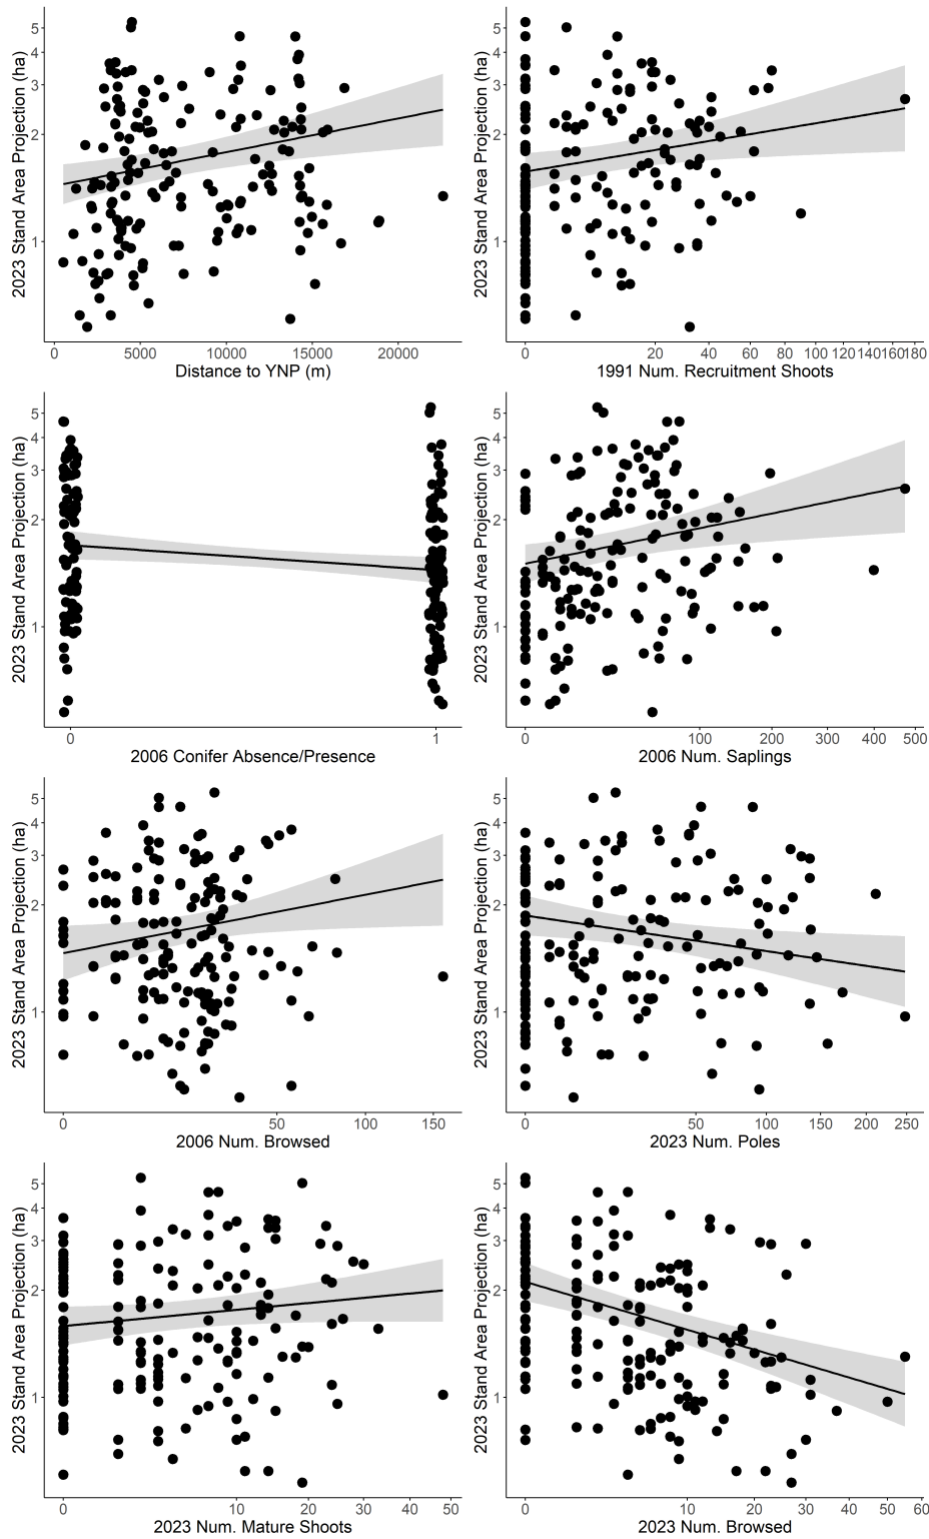 2023 Stand Area Projection (ha)
5
4
3
2
1
0 5000 10000 15000 20000
Distance to YNP (m)
2023 Stand Area Projection (ha)
5
4
3
2
1
0 20 40 60 80 100 120 140 160 180
1991 Num. Recruitment Shoots
2023 Stand Area Projection (ha)
5
4
3
2
1
0 1
2006 Conifer Absence/Presence
2023 Stand Area Projection (ha)
5
4
3
2
1
0 100 200 300 400 500
2006 Num. Saplings
2023 Stand Area Projection (ha)
5
4
3
2
1
0 50 100 150
2006 Num. Browsed
2023 Stand Area Projection (ha)
5
4
3
2
1
0 50 100 150 200 250
2023 Num. Poles
2023 Stand Area Projection (ha)
5
4
3
2
1
0 10 20 30 40 50
2023 Num. Mature Shoots
2023 Stand Area Projection (ha)
5
4
3
2
1
0 10 20 30 40 50 60
2023 Num. Browsed